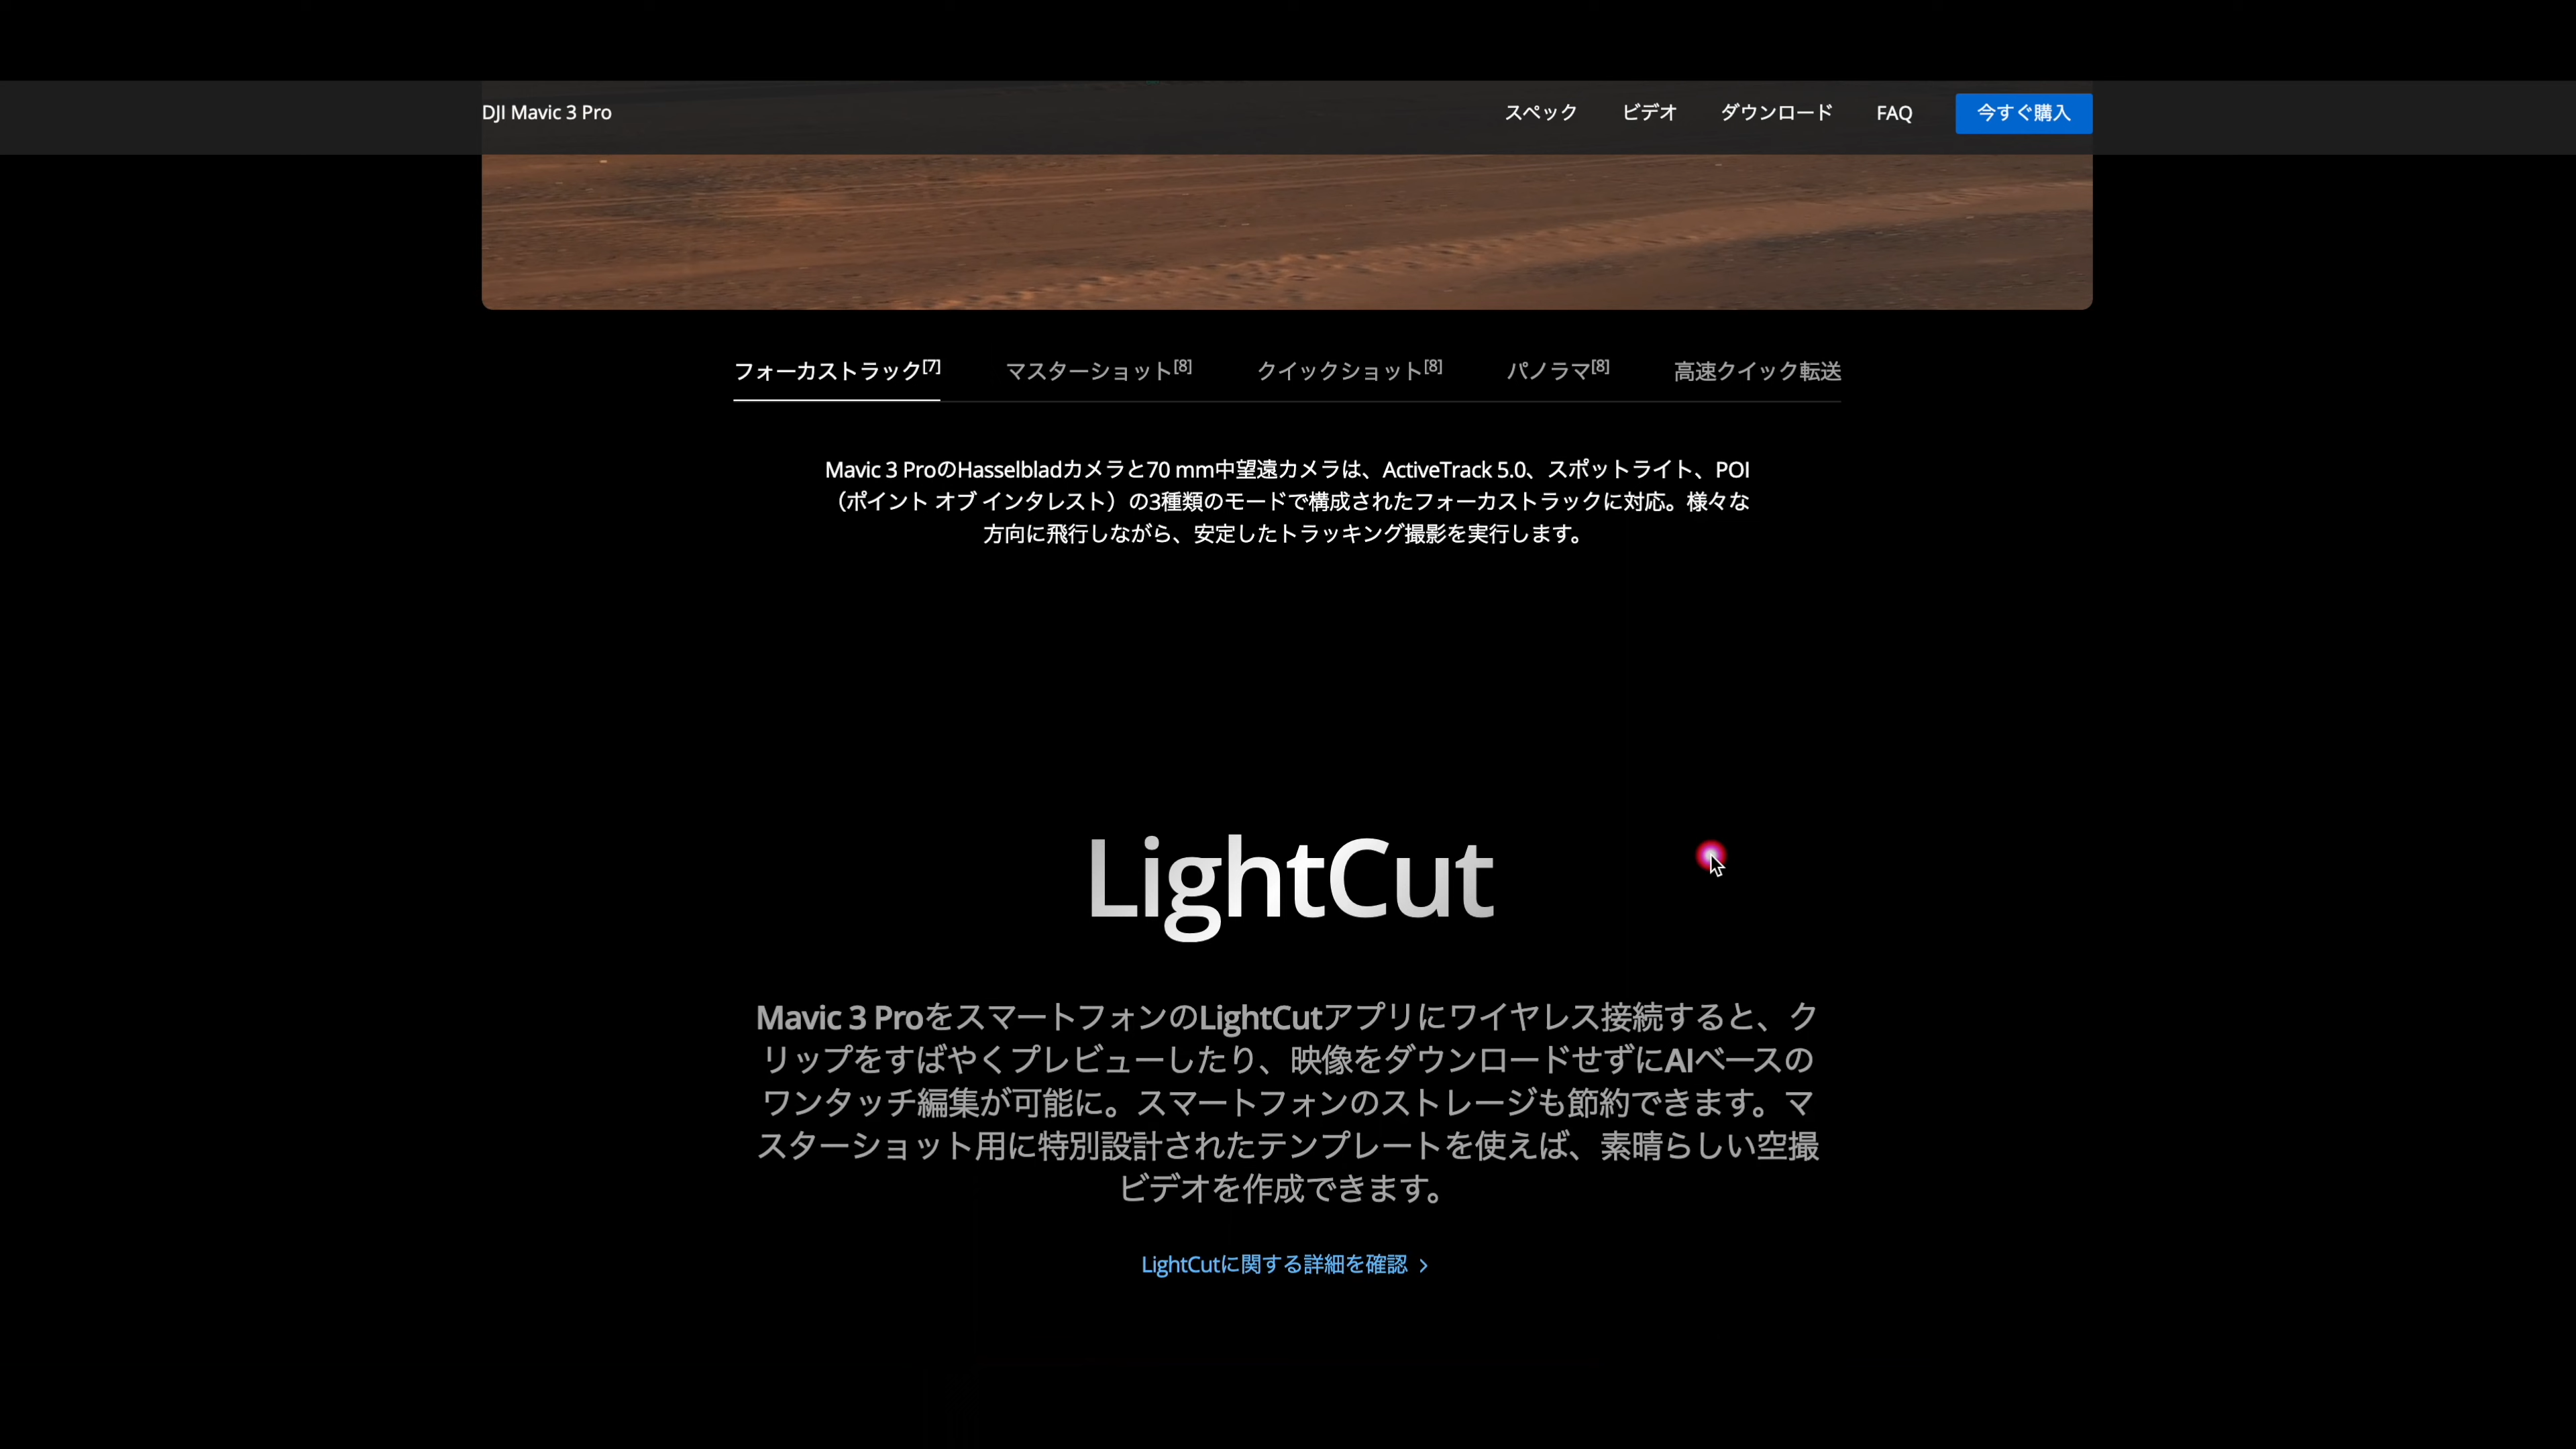 DJI Mavic 3 Pro
スペック ビデオ ダウンロード FAQ 今すぐ購入
フォーカストラック[7] マスターショット[8] クイックショット[8] パノラマ[8] 高速クイック転送
Mavic 3 ProのHasselbladカメラと70 mm中望遠カメラは、ActiveTrack 5.0、スポットライト、POI
（ポイント オブ インタレスト）の3種類のモードで構成されたフォーカストラックに対応。様々な
方向に飛行しながら、安定したトラッキング撮影を実行します。
LightCut
Mavic 3 ProをスマートフォンのLightCutアプリにワイヤレス接続すると、ク
リップをすばやくプレビューしたり、映像をダウンロードせずにAIベースの
ワンタッチ編集が可能に。スマートフォンのストレージも節約できます。マ
スターショット用に特別設計されたテンプレートを使えば、素晴らしい空撮
ビデオを作成できます。
LightCutに関する詳細を確認 >